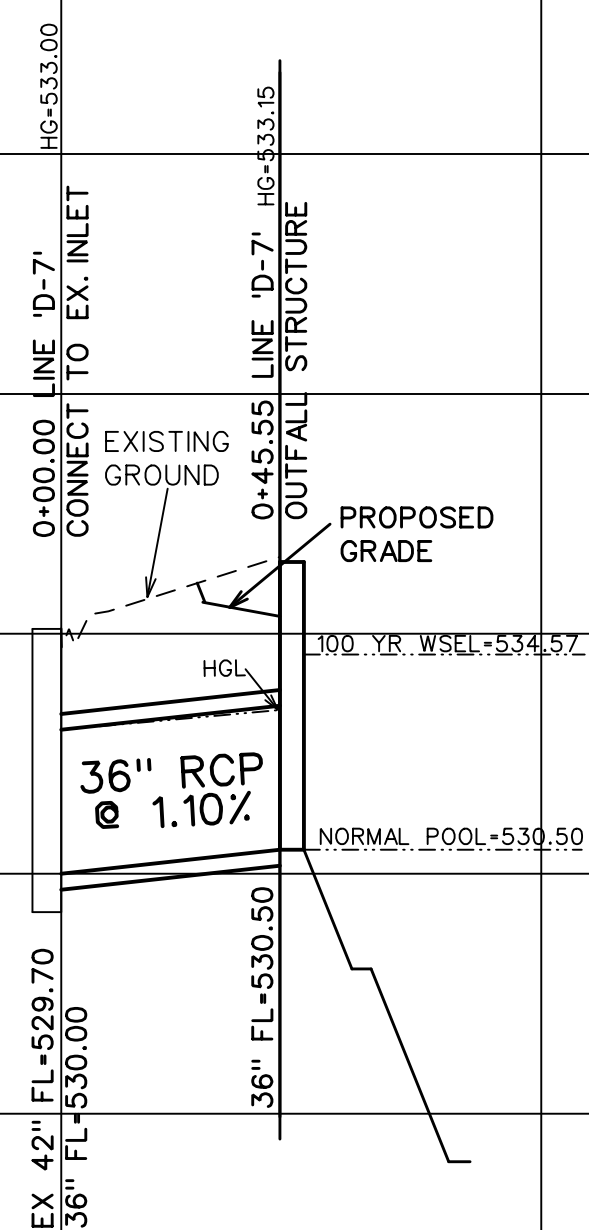 HG=533.00
HG=533.15
0+00.00 LINE 'D-7'
CONNECT TO EX. INLET
0+45.55 LINE 'D-7'
OUTFALL STRUCTURE
EXISTING
GROUND
PROPOSED
GRADE
100 YR WSEL=534.57
HGL
36" RCP
@ 1.10%
NORMAL POOL=530.50
EX 42" FL=529.70
36" FL=530.00
36" FL=530.50